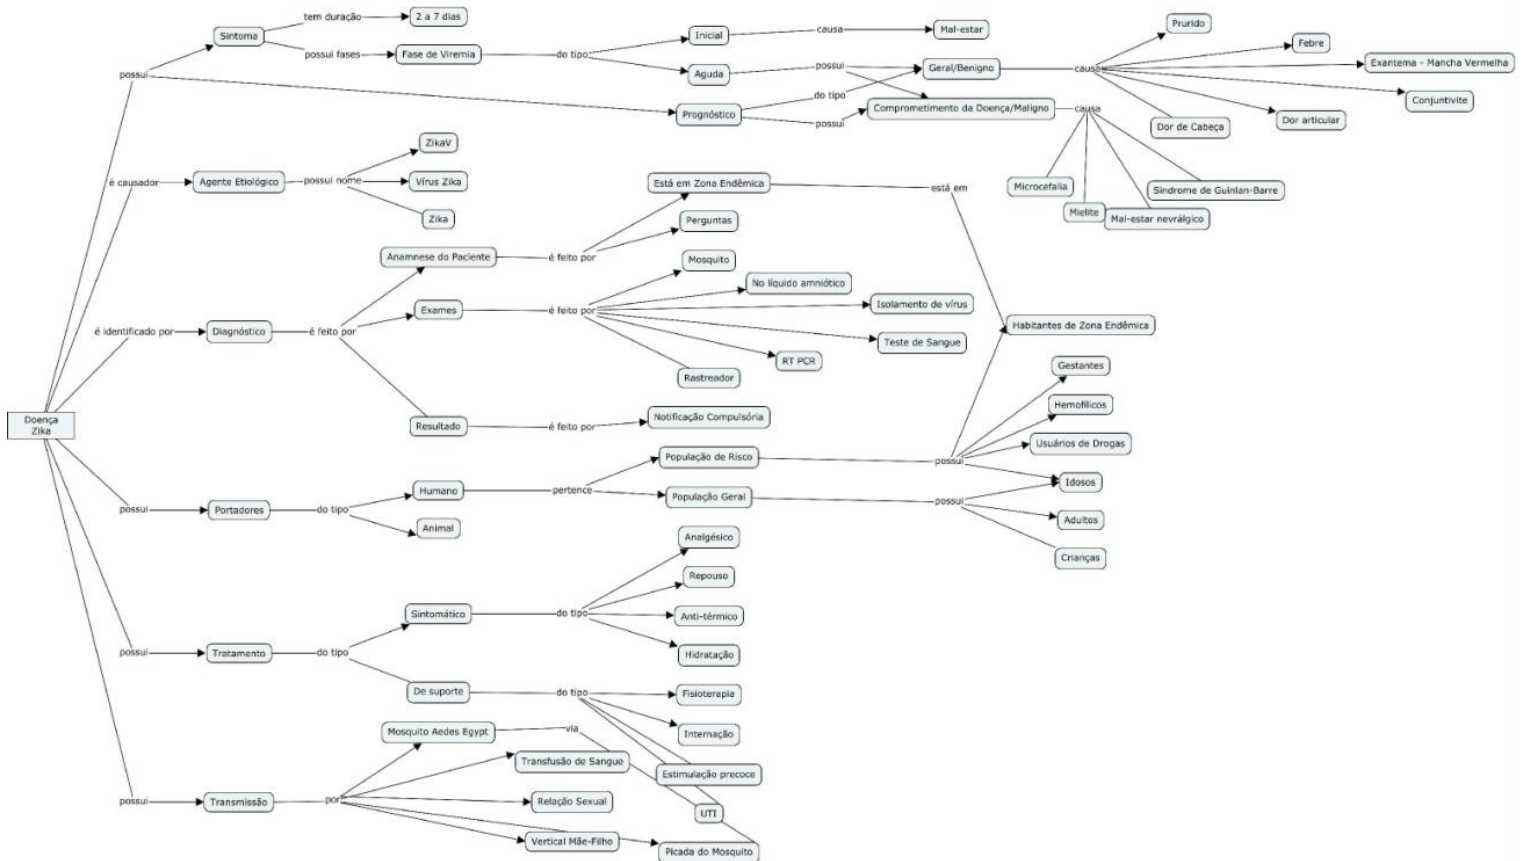 tem duração
2 a 7 dias
Sintoma
possui fases
Fase de Viremia
do tipo
Inicial
causa
Mal-estar
Prurido
Febre
Exantema - Mancha Vermelha
possui
Aguda
possui
Geral/Benigno
causa
Conjuntivite
do tipo
Prognóstico
possui
Comprometimento da Doença/Maligno
causa
Dor de Cabeça
Dor articular
Microcefalia
Mielite
Mal-estar nevrálgico
Sindrome de Guinlan-Barre
é causador
Agente Etiológico
possui nome
ZikaV
Vírus Zika
Zika
Está em Zona Endêmica
está em
Perguntas
Anamnese do Paciente
é feito por
Mosquito
No líquido amniótico
Isolamento de vírus
Exames
é feito por
Teste de Sangue
RT PCR
Rastreador
é identificado por
Diagnóstico
é feito por
Habitantes de Zona Endêmica
Resultado
é feito por
Notificação Compulsória
Doença
Zika
Gestantes
Hemofílicos
Usuários de Drogas
População de Risco
possui
Idosos
Humano
pertence
População Geral
possui
Adultos
Crianças
possui
Portadores
do tipo
Animal
Analgésico
Repouso
Sintomático
do tipo
Anti-térmico
Hidratação
possui
Tratamento
do tipo
De suporte
do tipo
Fisioterapia
Internação
Mosquito Aedes Egypt
via
Transfusão de Sangue
Estimulação precoce
possui
Transmissão
por
Relação Sexual
UTI
Vertical Mãe-Filho
Picada do Mosquito